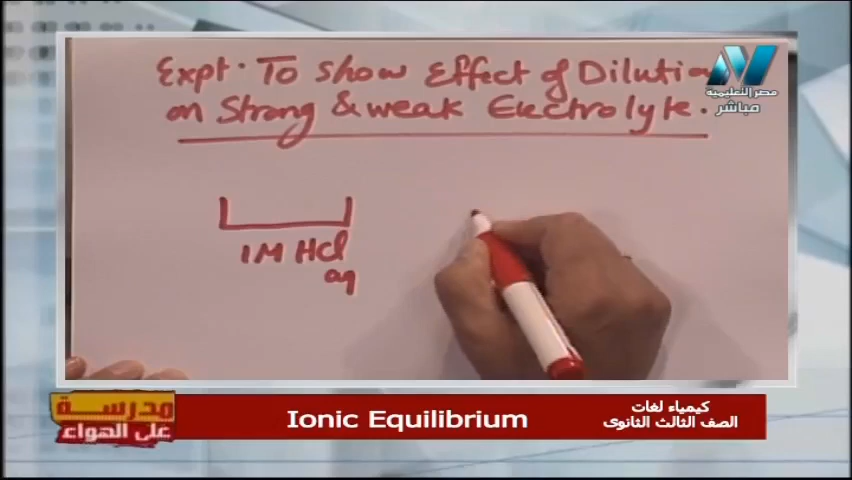 Expt. To show Effect of Dilution
on Strong & weak Electrolyte.
مصر التعليمية
مباشر
1M HCl
aq
مدرسة
على الهواء
Ionic Equilibrium
كيمياء لغات
الصف الثالث الثانوى